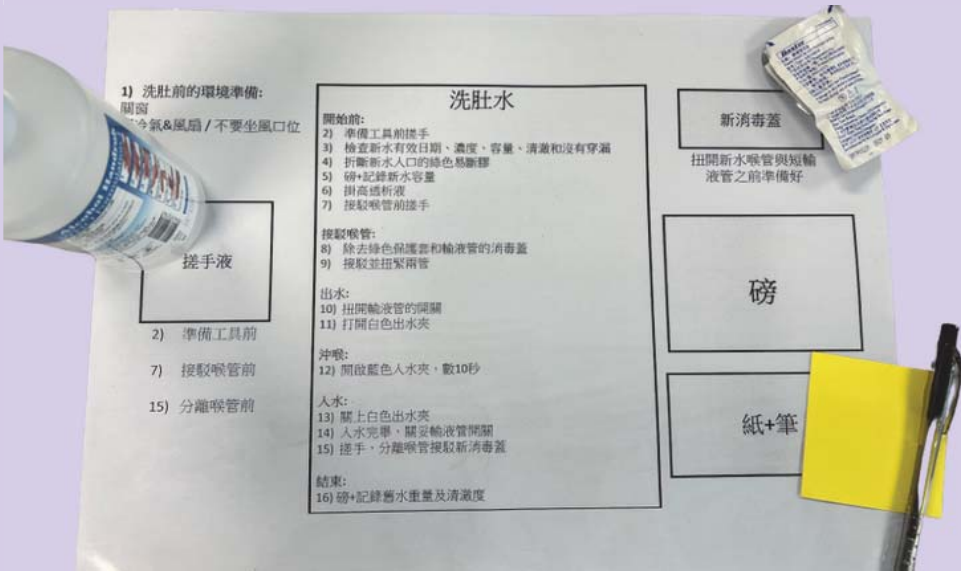 1) 洗肚前的環境準備:
關窗
冷氣&風扇 / 不要坐風口位
搓手液
2) 準備工具前
7) 接駁喉管前
15) 分離喉管前
洗肚水
開始前:
2) 準備工具前搓手
3) 檢查新水有效日期、濃度、容量、清澈和沒有穿漏
4) 折斷新水入口的綠色易斷膠
5) 磅+記錄新水容量
6) 掛高透析液
7) 接駁喉管前搓手
接駁喉管:
8) 除去綠色保護套和輸液管的消毒蓋
9) 接駁並扭緊兩管
出水:
10) 扭開輸液管的開關
11) 打開白色出水夾
沖喉:
12) 開啟藍色入水夾，數10秒
入水:
13) 關上白色出水夾
14) 入水完畢、關妥輸液管開關
15) 搓手、分離喉管接駁新消毒蓋
結束:
16) 磅+記錄舊水重量及清澈度
新消毒蓋
扭開新水喉管與短輸
液管之前準備好
磅
紙+筆
Baxter
Alcohol Handrub